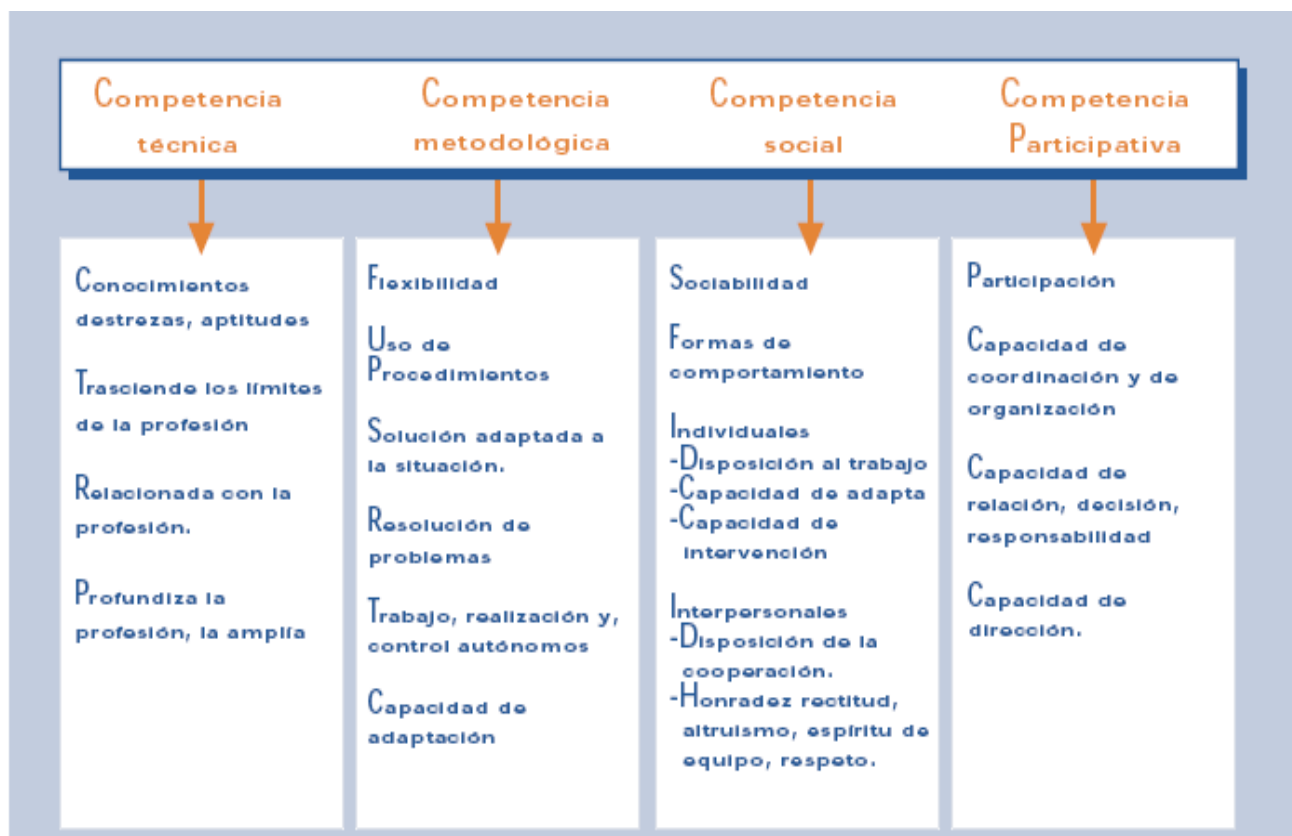 Competencia
técnica
Competencia
metodológica
Competencia
social
Competencia
Participativa
Conocimientos
destrezas, aptitudes
Trasciende los límites
de la profesión
Relacionada con la
profesión.
Profundiza la
profesión, la amplía
Flexibilidad
Uso de
Procedimientos
Solución adaptada a
la situación.
Resolución de
problemas
Trabajo, realización y,
control autónomos
Capacidad de
adaptación
Sociabilidad
Formas de
comportamiento
Individuales
-Disposición al trabajo
-Capacidad de adapta
-Capacidad de
intervención
Interpersonales
-Disposición de la
cooperación.
-Honradez rectitud,
altruismo, espíritu de
equipo, respeto.
Participación
Capacidad de
coordinación y de
organización
Capacidad de
relación, decisión,
responsabilidad
Capacidad de
dirección.